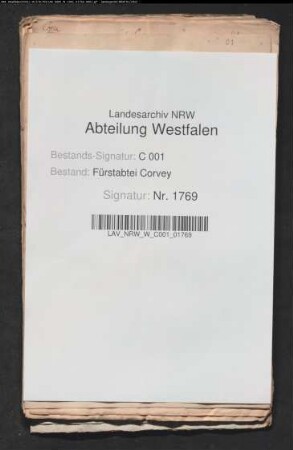 Landesarchiv NRW
Abteilung Westfalen
Bestands-Signatur: C 001
Bestand: Fürstabtei Corvey
Signatur: Nr. 1769
LAV_NRW_W_C001_01769